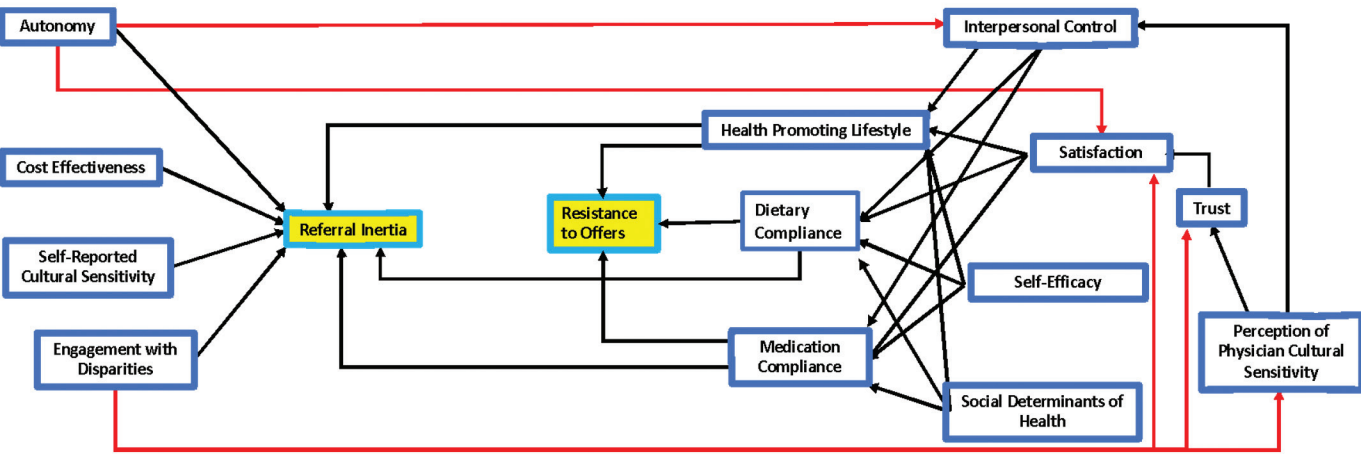 Autonomy
Interpersonal Control
Health Promoting Lifestyle
Satisfaction
Cost Effectiveness
Trust
Referral Inertia
Resistance
to Offers
Dietary
Compliance
Self-Reported
Cultural Sensitivity
Self-Efficacy
Engagement with
Disparities
Medication
Compliance
Perception of
Physician Cultural
Sensitivity
Social Determinants of
Health